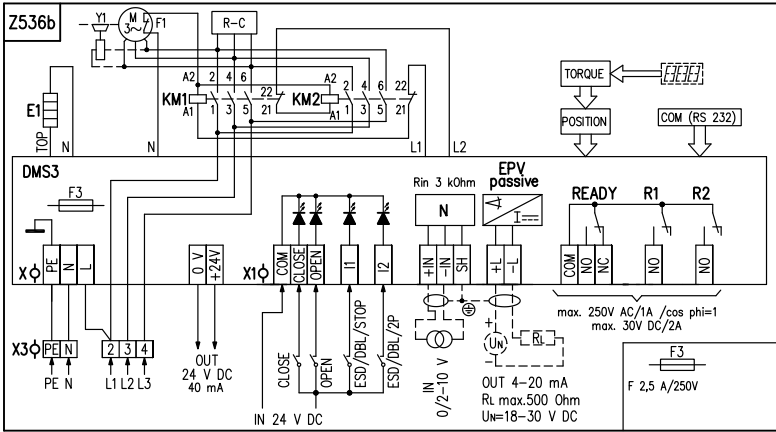 Z536b
Y1
M
3~
F1
R-C
A2 2 4 6 22
KM1
A1 1 3 5 21
A2 2 4 6 22
KM2
A1 1 3 5 21
E1
TOP
N
N
L1 L2
TORQUE
POSITION
COM (RS 232)
DMS3
F3
Rin 3 kOhm
N
EPV
passive
I
READY R1 R2
X
PE
N
L
0 V
+24V
X1
COM
CLOSE
OPEN
I1
I2
+IN
-IN
SH
+L
-L
COM
NO
NC
NO
NO
max. 250V AC/1A /cos phi=1
max. 30V DC/2A
X3
PE N 2 3 4
PE N L1 L2 L3
OUT
24 V DC
40 mA
CLOSE
OPEN
ESD/DBL/STOP
ESD/DBL/2P
IN 24 V DC
IN
0/2-10 V
+
UN
-
RL
OUT 4-20 mA
RL max.500 Ohm
UN=18-30 V DC
F3
F 2,5 A/250V